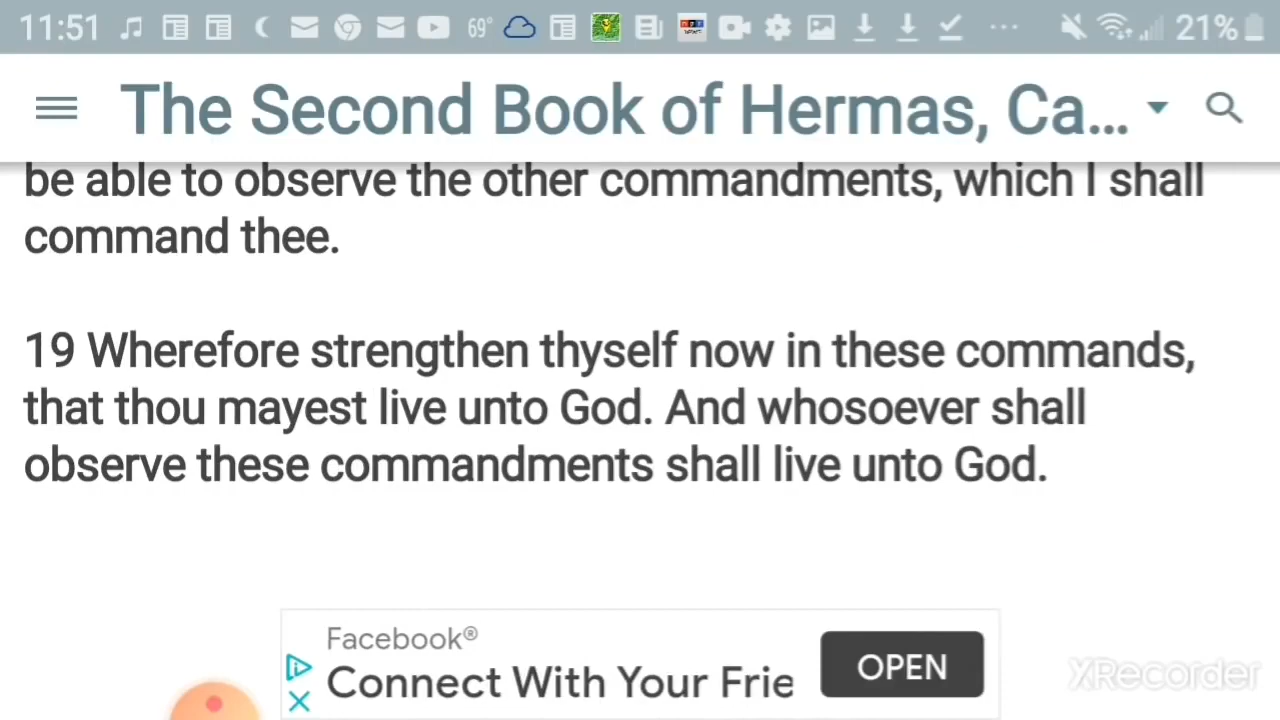 11:51 69° 21%
The Second Book of Hermas, Ca...
be able to observe the other commandments, which I shall
command thee.
19 Wherefore strengthen thyself now in these commands,
that thou mayest live unto God. And whosoever shall
observe these commandments shall live unto God.
Facebook®
Connect With Your Frie
OPEN
XRecorder